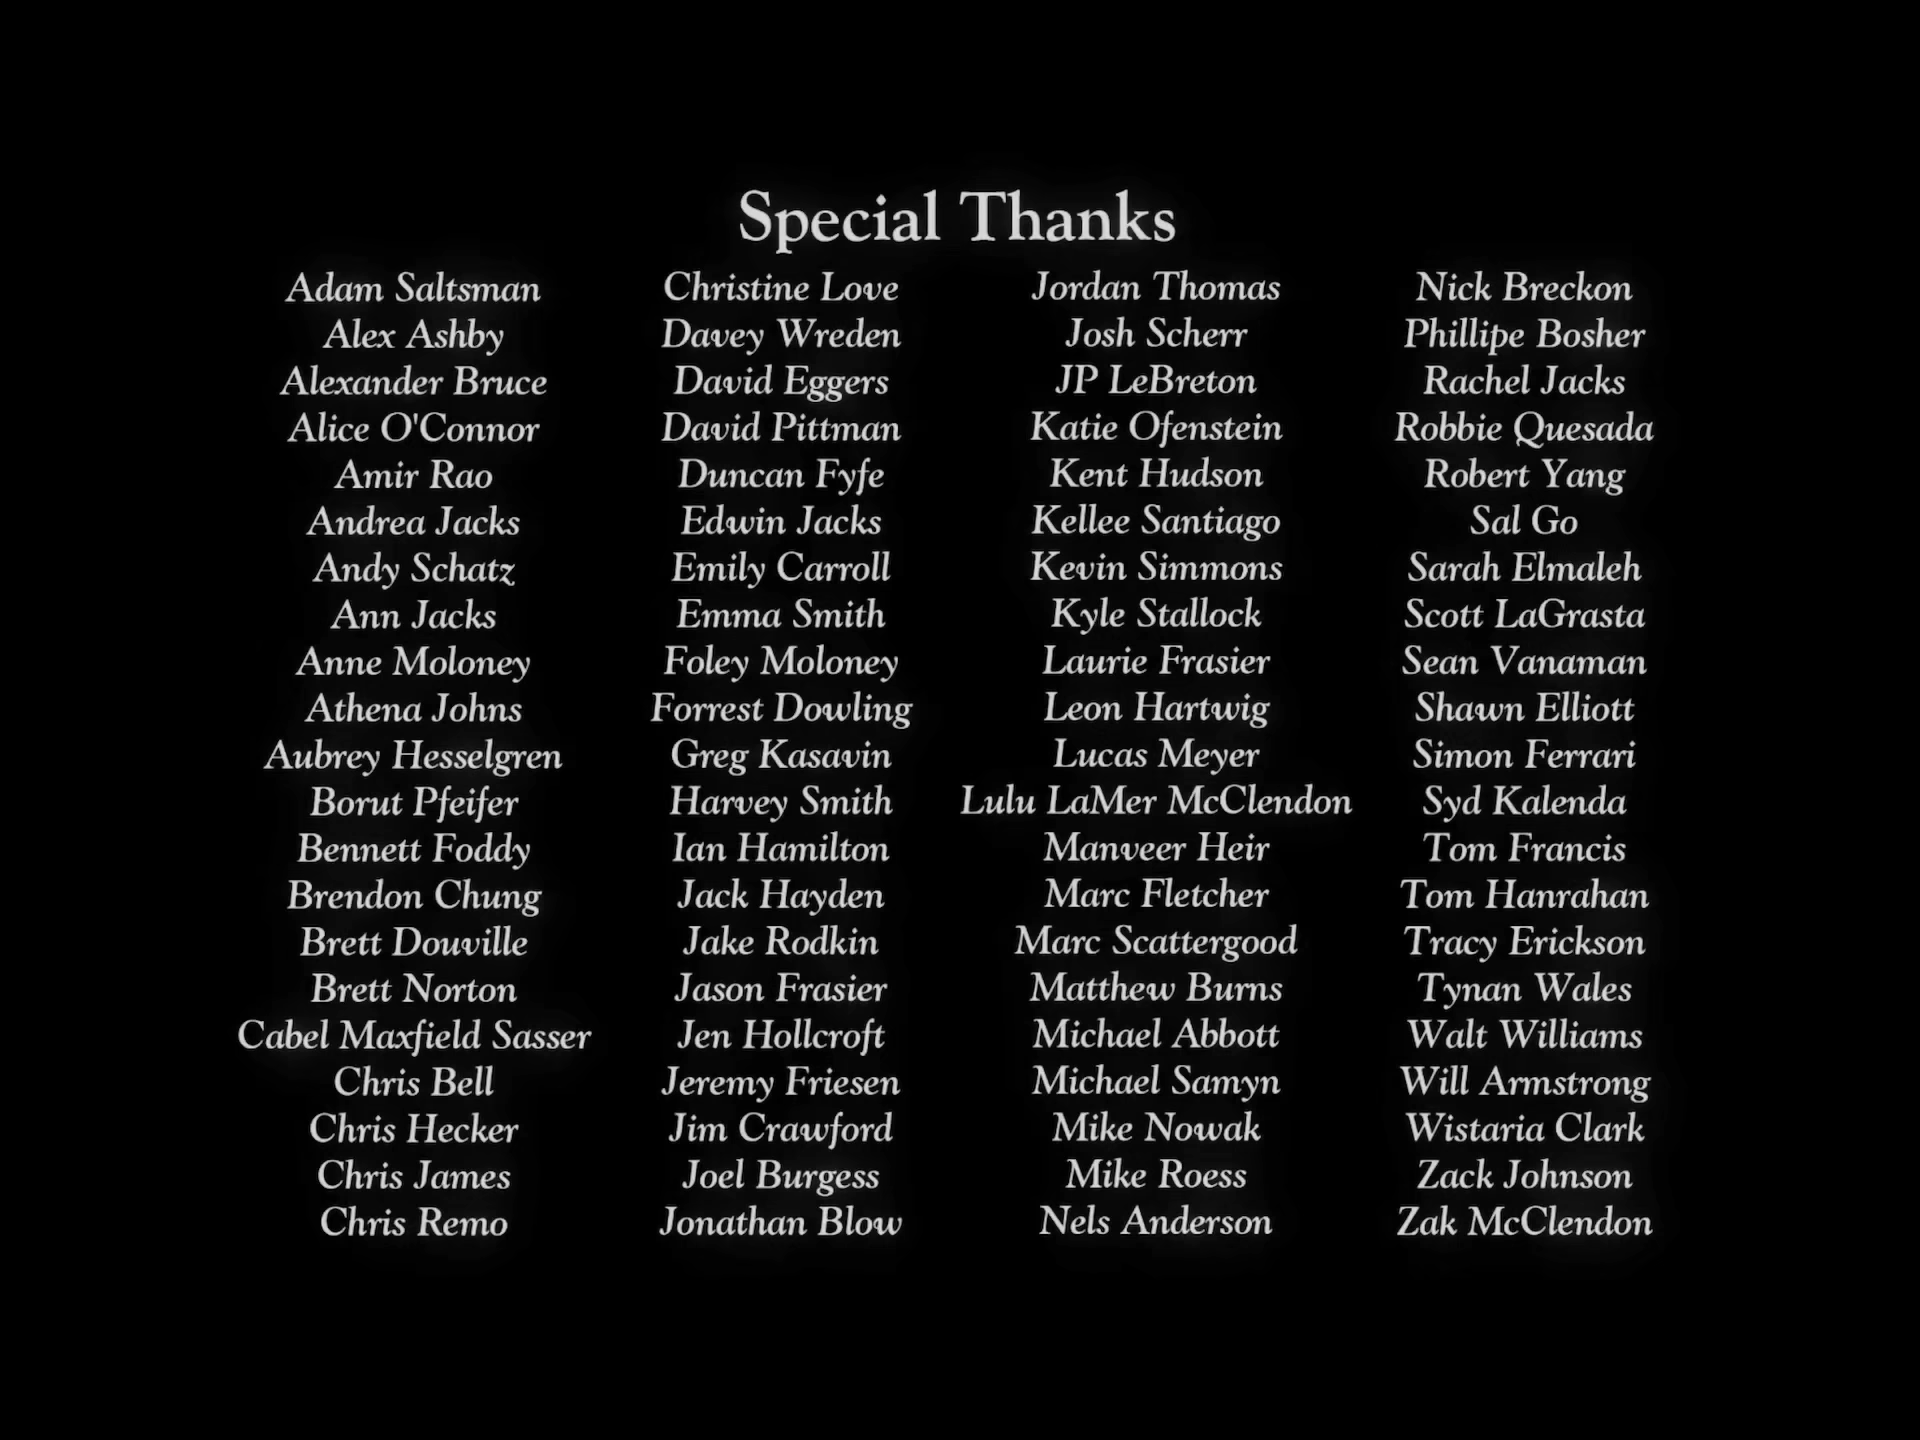 Special Thanks
Adam Saltsman
Alex Ashby
Alexander Bruce
Alice O'Connor
Amir Rao
Andrea Jacks
Andy Schatz
Ann Jacks
Anne Moloney
Athena Johns
Aubrey Hesselgren
Borut Pfeifer
Bennett Foddy
Brendon Chung
Brett Douville
Brett Norton
Cabel Maxfield Sasser
Chris Bell
Chris Hecker
Chris James
Chris Remo
Christine Love
Davey Wreden
David Eggers
David Pittman
Duncan Fyfe
Edwin Jacks
Emily Carroll
Emma Smith
Foley Moloney
Forrest Dowling
Greg Kasavin
Harvey Smith
Ian Hamilton
Jack Hayden
Jake Rodkin
Jason Frasier
Jen Hollcroft
Jeremy Friesen
Jim Crawford
Joel Burgess
Jonathan Blow
Jordan Thomas
Josh Scherr
JP LeBreton
Katie Ofenstein
Kent Hudson
Kellee Santiago
Kevin Simmons
Kyle Stallock
Laurie Frasier
Leon Hartwig
Lucas Meyer
Lulu LaMer McClendon
Manveer Heir
Marc Fletcher
Marc Scattergood
Matthew Burns
Michael Abbott
Michael Samyn
Mike Nowak
Mike Roess
Nels Anderson
Nick Breckon
Phillipe Bosher
Rachel Jacks
Robbie Quesada
Robert Yang
Sal Go
Sarah Elmaleh
Scott LaGrasta
Sean Vanaman
Shawn Elliott
Simon Ferrari
Syd Kalenda
Tom Francis
Tom Hanrahan
Tracy Erickson
Tynan Wales
Walt Williams
Will Armstrong
Wistaria Clark
Zack Johnson
Zak McClendon